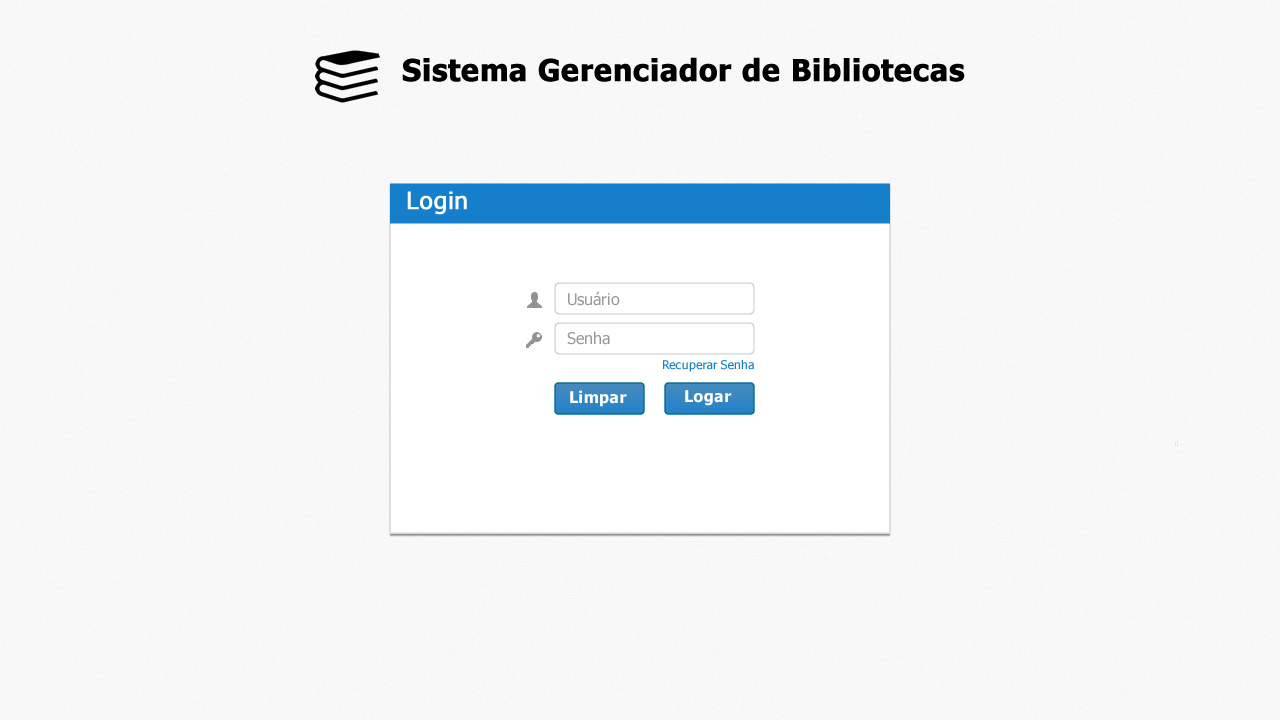 Sistema Gerenciador de Bibliotecas
Login
Usuário
Senha
Recuperar Senha
Limpar
Logar